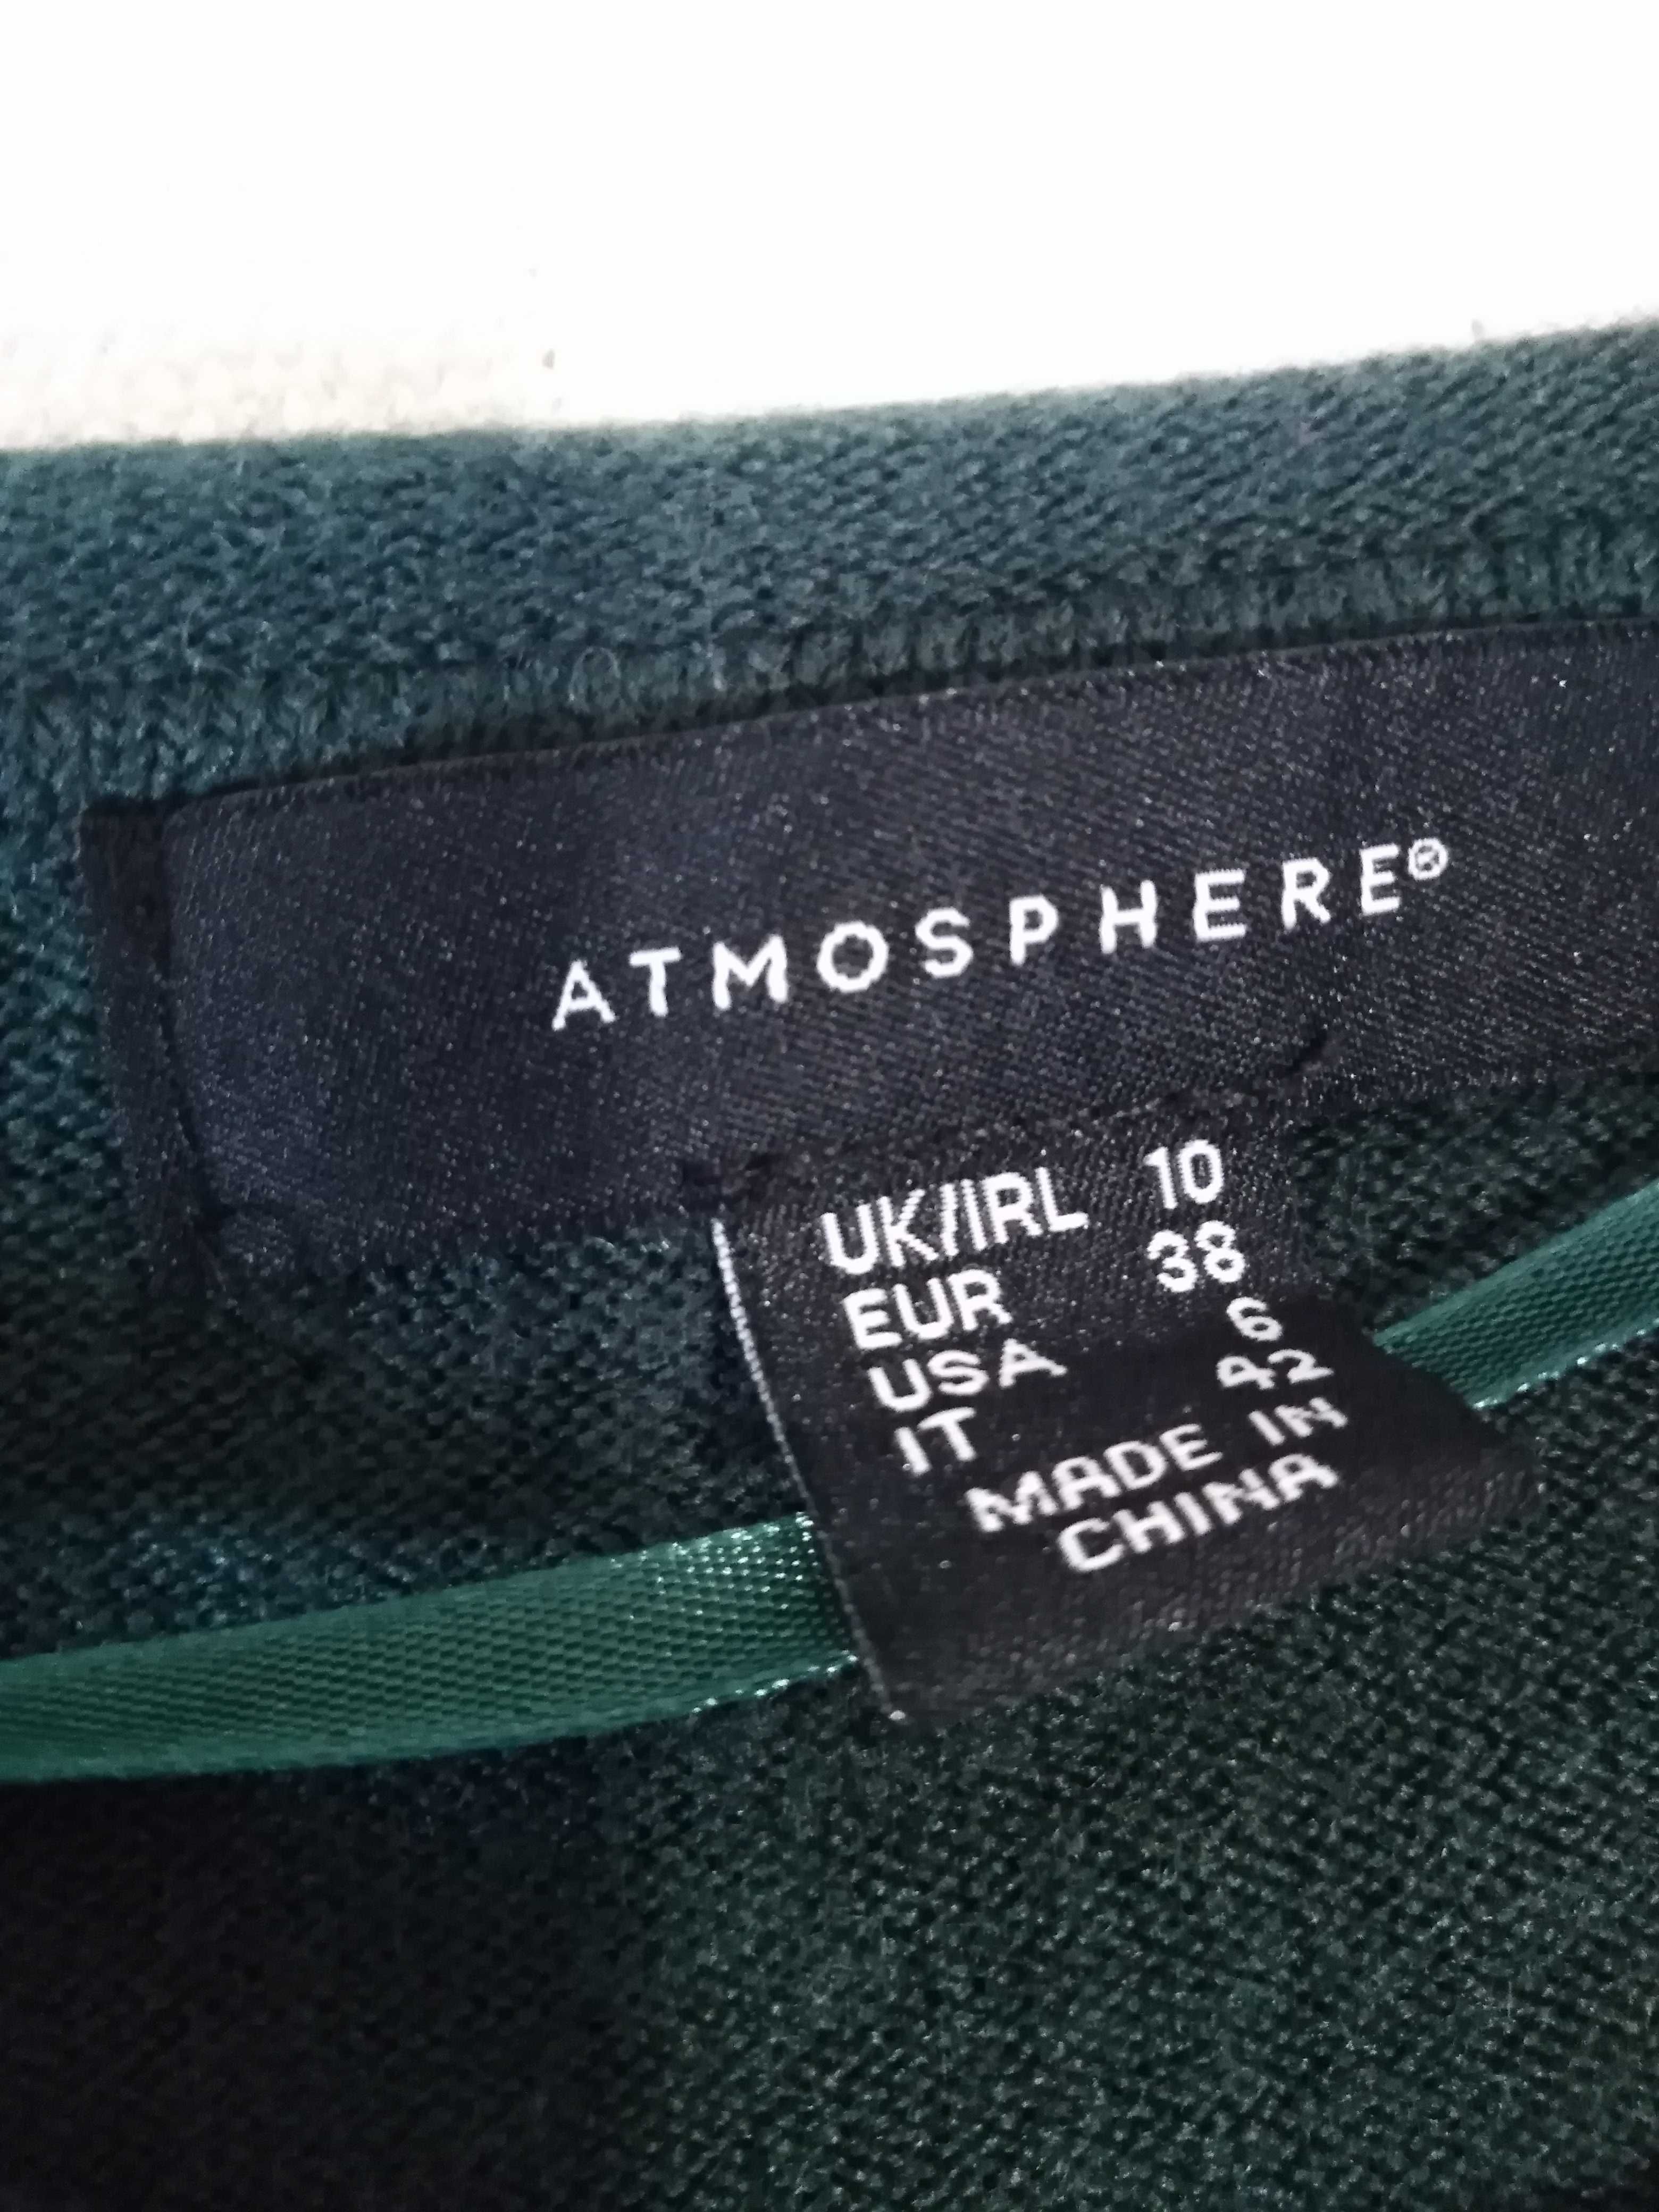 ATMOSPHERE®
UK/IRL 10
EUR 38
USA 6
IT 42
MADE IN
CHINA